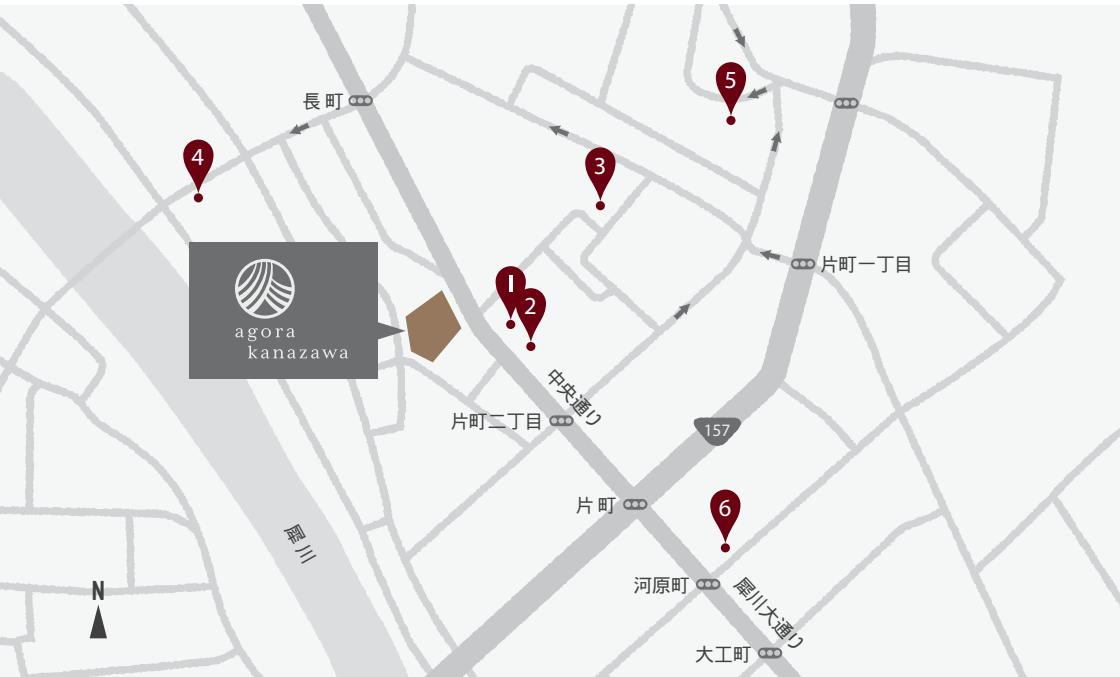 5
長町
4
3
片町一丁目
agora
kanazawa
1
2
中央通り
片町二丁目
157
片町
6
犀川
河原町
犀川大通り
N
大工町